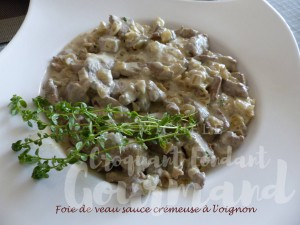 Croquant fondant
Gourmand
Foie de veau sauce crémeuse à l'oignon